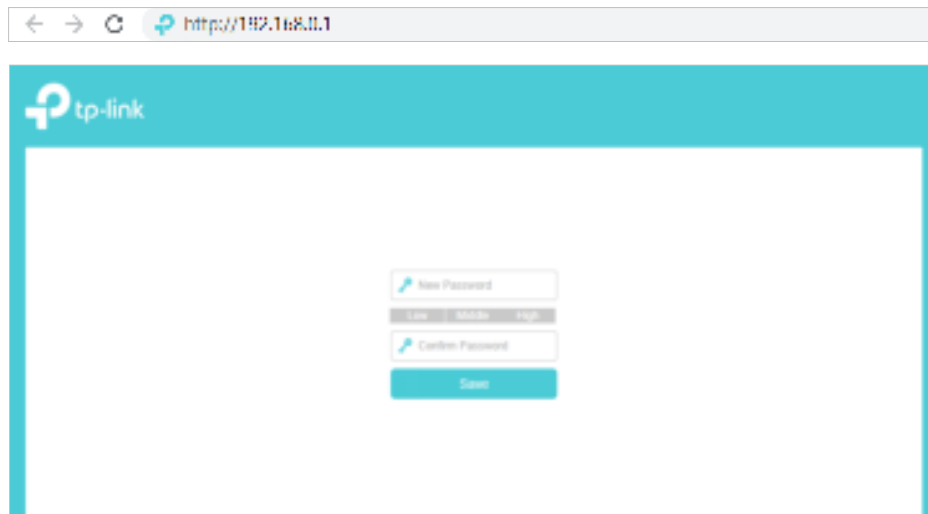 http://192.168.0.1
tp-link
New Password
Low Middle High
Confirm Password
Save